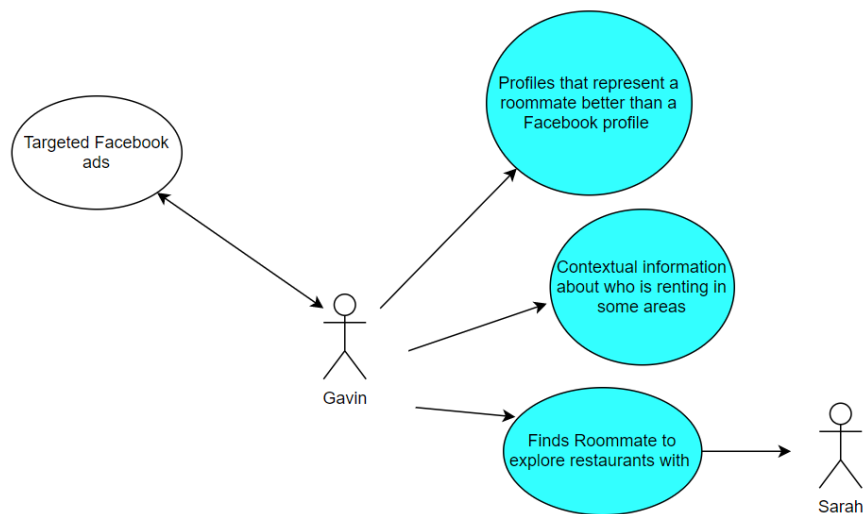 Profiles that represent a
roommate better than a
Facebook profile
Targeted Facebook
ads
Contextual information
about who is renting in
some areas
Gavin
Finds Roommate to
explore restaurants with
Sarah